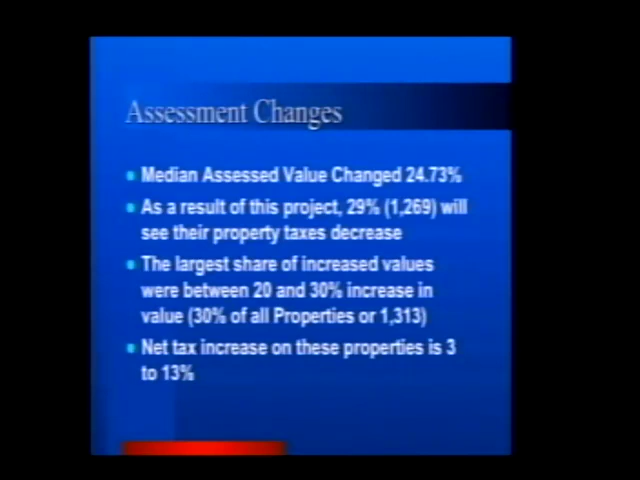 Assessment Changes
Median Assessed Value Changed 24.73%
As a result of this project, 29% (1,269) will
see their property taxes decrease
The largest share of increased values
were between 20 and 30% increase in
value (30% of all Properties or 1,313)
Net tax increase on these properties is 3
to 13%